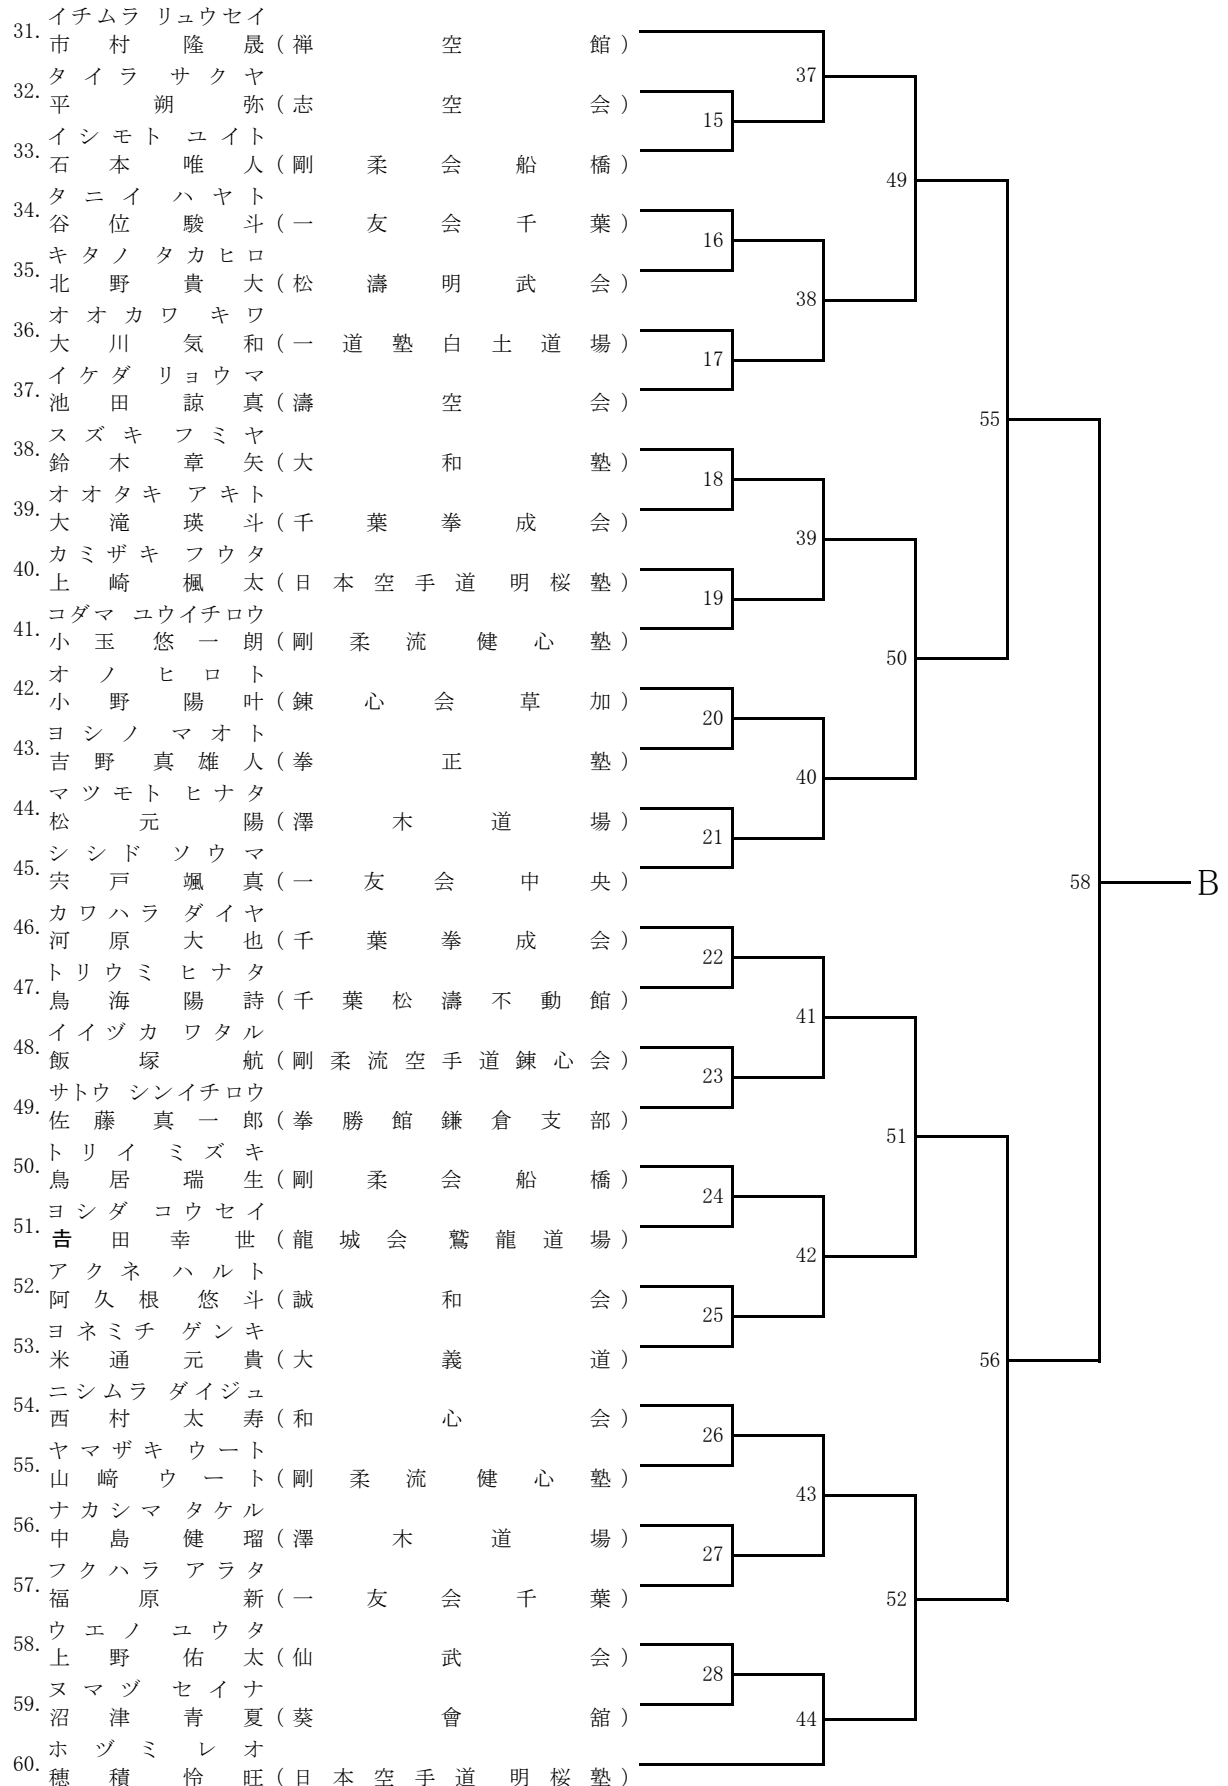 イチムラ リュウセイ
31. 市村 隆晟(禅空館)
タイラ サクヤ
32. 平 朔弥(志空会)
イシモト ユイト
33. 石本 唯人(剛柔会船橋)
タニイ ハヤト
34. 谷位 駿斗(一友会千葉)
キタノ タカヒロ
35. 北野 貴大(松濤明武会)
オオカワ キワ
36. 大川 気和(一道塾白土道場)
イケダ リョウマ
37. 池田 諒真(濤空会)
スズキ フミヤ
38. 鈴木 章矢(大和塾)
オオタキ アキト
39. 大滝 瑛斗(千葉拳成会)
カミザキ フウタ
40. 上崎 楓太(日本空手道 明桜塾)
コダマ ユウイチロウ
41. 小玉 悠一朗(剛柔流 健心塾)
オノ ヒロト
42. 小野 陽叶(錬心会 草加)
ヨシノ マオト
43. 吉野 真雄人(拳正塾)
マツモト ヒナタ
44. 松元 陽(澤木道場)
シシド ソウマ
45. 宍戸 颯真(一友会中央)
カワハラ ダイヤ
46. 河原 大也(千葉拳成会)
トリウミ ヒナタ
47. 鳥海 陽詩(千葉松濤不動館)
イイヅカ ワタル
48. 飯塚 航(剛柔流空手道錬心会)
サトウ シンイチロウ
49. 佐藤 真一郎(拳勝館鎌倉支部)
トリイ ミズキ
50. 鳥居 瑞生(剛柔会船橋)
ヨシダ コウセイ
51. 𠮷田 幸世(龍城会 鷲龍道場)
アクネ ハルト
52. 阿久根 悠斗(誠和会)
ヨネミチ ゲンキ
53. 米通 元貴(大義道)
ニシムラ ダイジュ
54. 西村 太寿(和心会)
ヤマザキ ウート
55. 山﨑 ウート(剛柔流 健心塾)
ナカシマ タケル
56. 中島 健瑠(澤木道場)
フクハラ アラタ
57. 福原 新(一友会千葉)
ウエノ ユウタ
58. 上野 佑太(仙武会)
ヌマヅ セイナ
59. 沼津 青夏(葵會舘)
ホヅミ レオ
60. 穂積 怜旺(日本空手道 明桜塾)
15
16
17
18
19
20
21
22
23
24
25
26
27
28
37
38
39
40
41
42
43
44
49
50
51
52
55
56
58
B